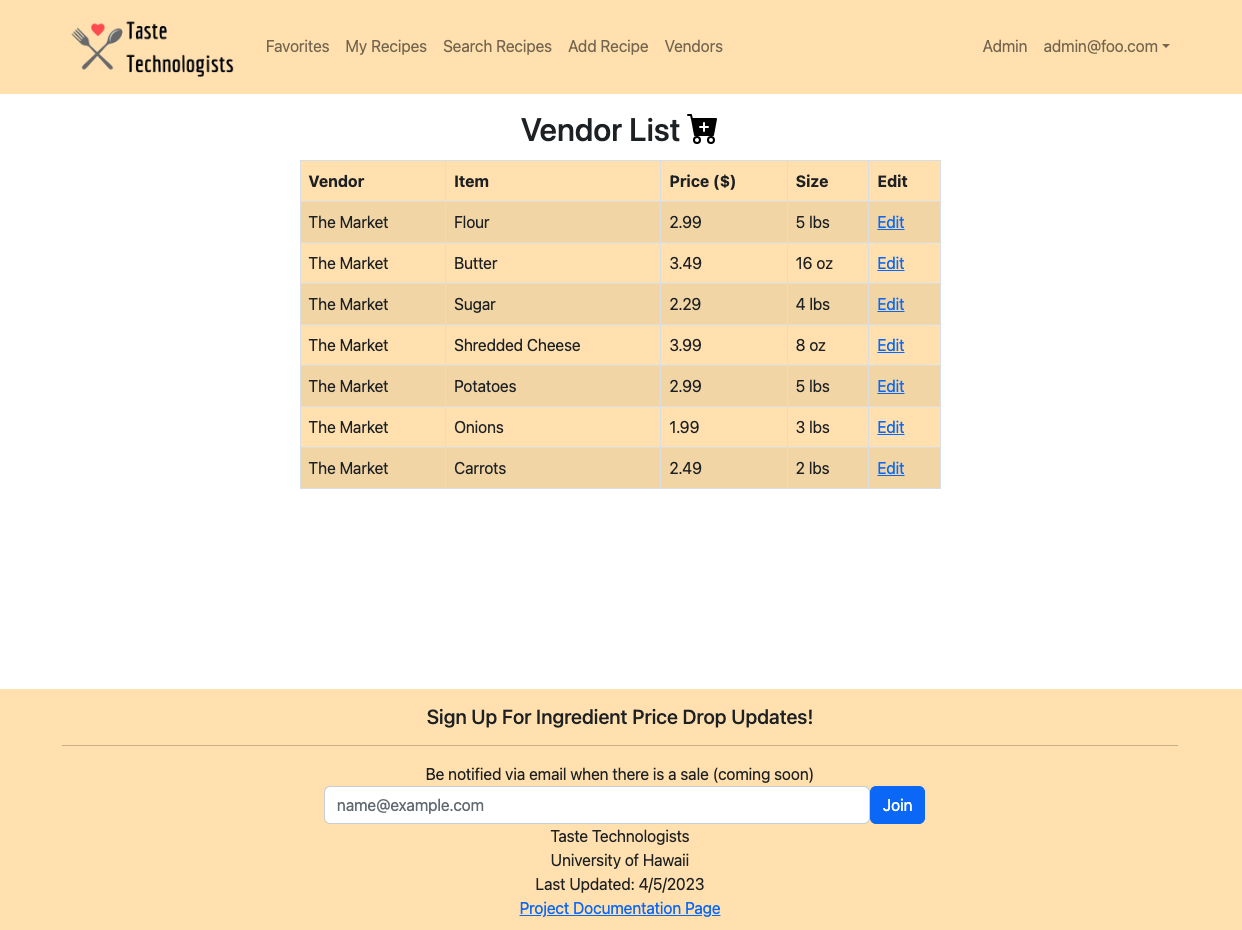 Taste
Technologists
Favorites My Recipes Search Recipes Add Recipe Vendors Admin admin@foo.com
Vendor List
Vendor Item Price ($) Size Edit
The Market Flour 2.99 5 lbs Edit
The Market Butter 3.49 16 oz Edit
The Market Sugar 2.29 4 lbs Edit
The Market Shredded Cheese 3.99 8 oz Edit
The Market Potatoes 2.99 5 lbs Edit
The Market Onions 1.99 3 lbs Edit
The Market Carrots 2.49 2 lbs Edit
Sign Up For Ingredient Price Drop Updates!
Be notified via email when there is a sale (coming soon)
name@example.com Join
Taste Technologists
University of Hawaii
Last Updated: 4/5/2023
Project Documentation Page